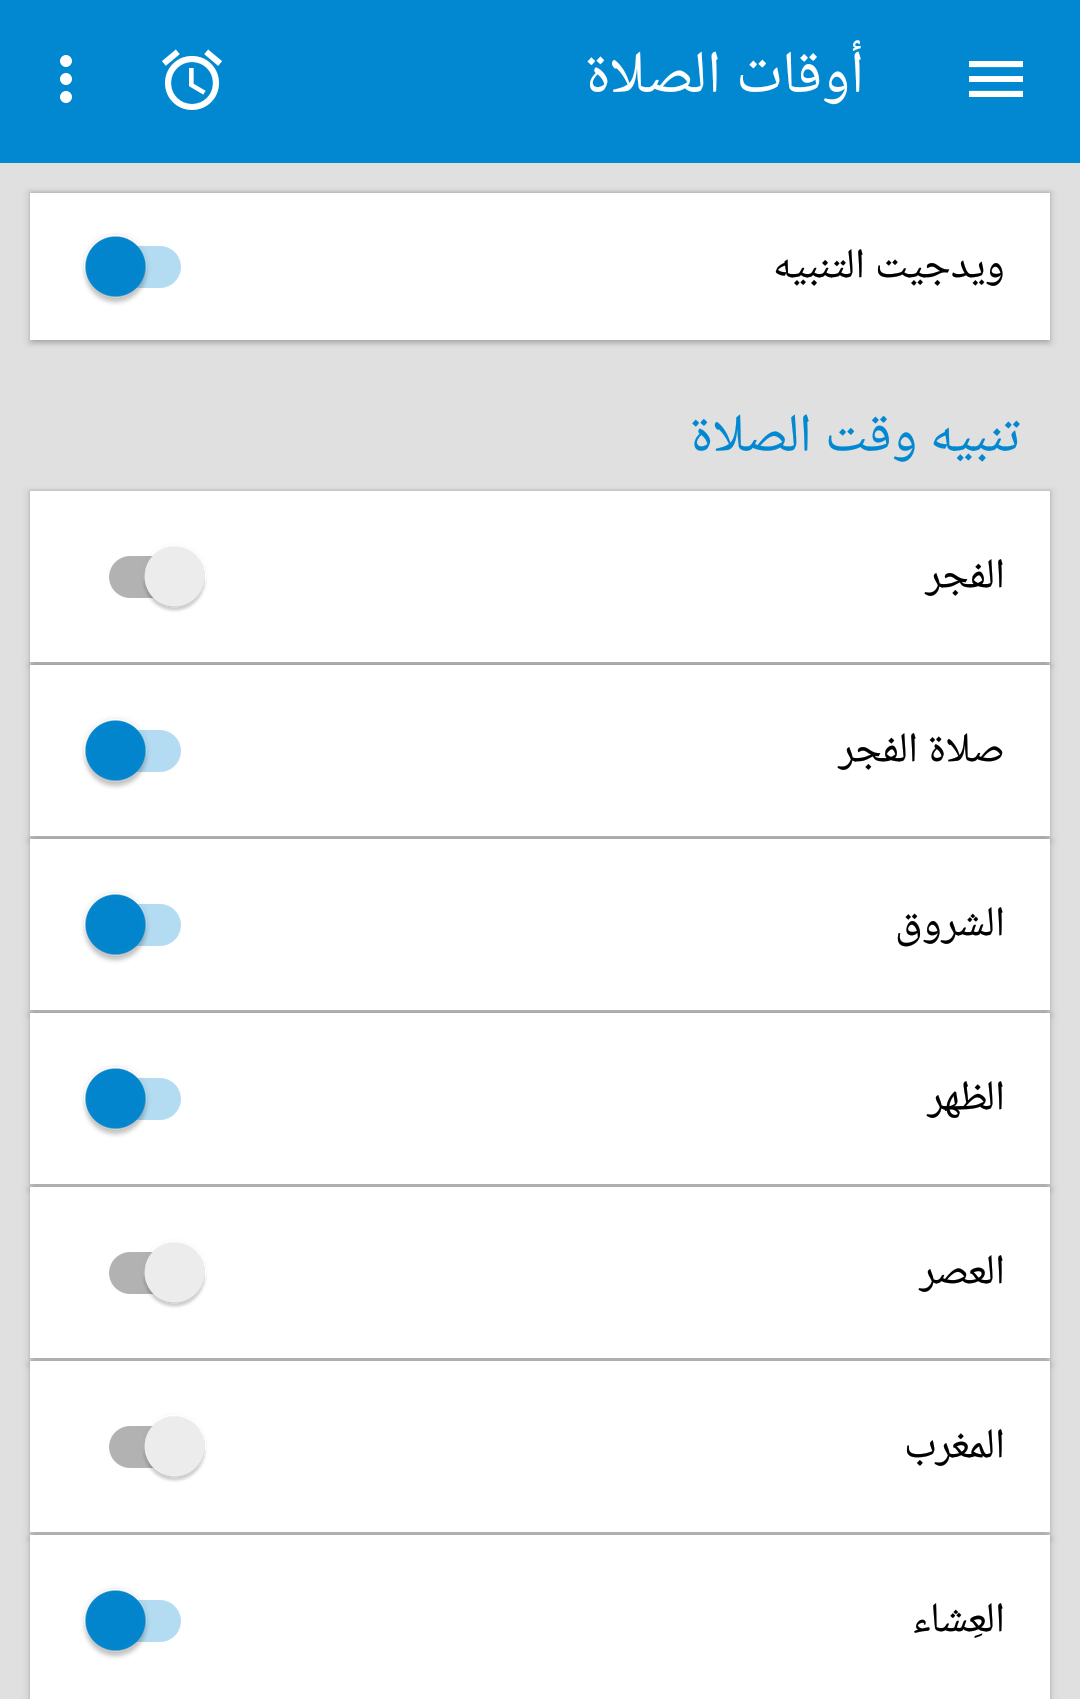 أوقات الصلاة
ويدجيت التنبيه
تنبيه وقت الصلاة
الفجر
صلاة الفجر
الشروق
الظهر
العصر
المغرب
العِشاء